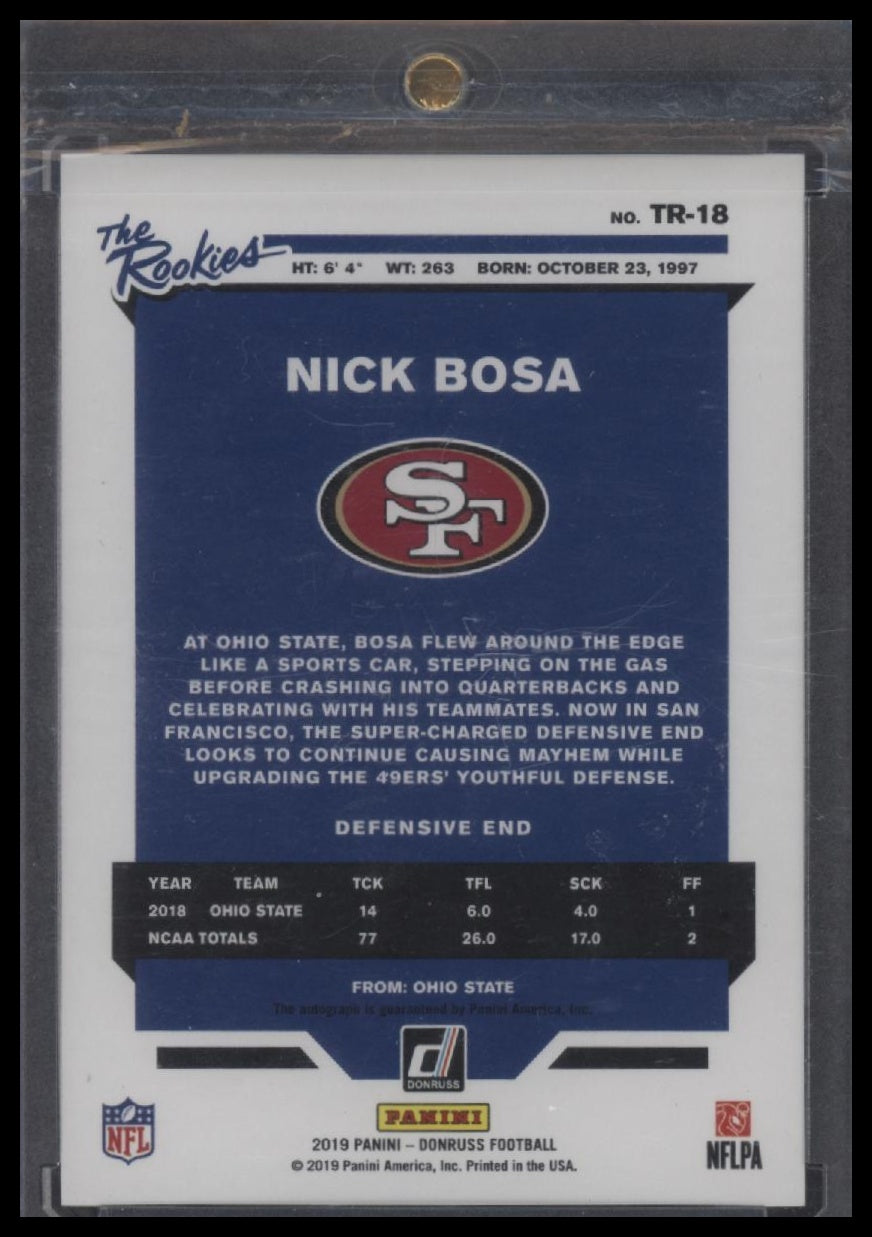 NO. TR-18
The
Rookies
HT: 6' 4" WT: 263 BORN: OCTOBER 23, 1997
NICK BOSA
SF
AT OHIO STATE, BOSA FLEW AROUND THE EDGE
LIKE A SPORTS CAR, STEPPING ON THE GAS
BEFORE CRASHING INTO QUARTERBACKS AND
CELEBRATING WITH HIS TEAMMATES. NOW IN SAN
FRANCISCO, THE SUPER-CHARGED DEFENSIVE END
LOOKS TO CONTINUE CAUSING MAYHEM WHILE
UPGRADING THE 49ERS' YOUTHFUL DEFENSE.
DEFENSIVE END
YEAR TEAM TCK TFL SCK FF
2018 OHIO STATE 14 6.0 4.0 1
NCAA TOTALS 77 26.0 17.0 2
FROM: OHIO STATE
The autograph is guaranteed by Panini America, Inc.
d
DONRUSS
PANINI
NFL
2019 PANINI – DONRUSS FOOTBALL
© 2019 Panini America, Inc. Printed in the USA.
NFLPA